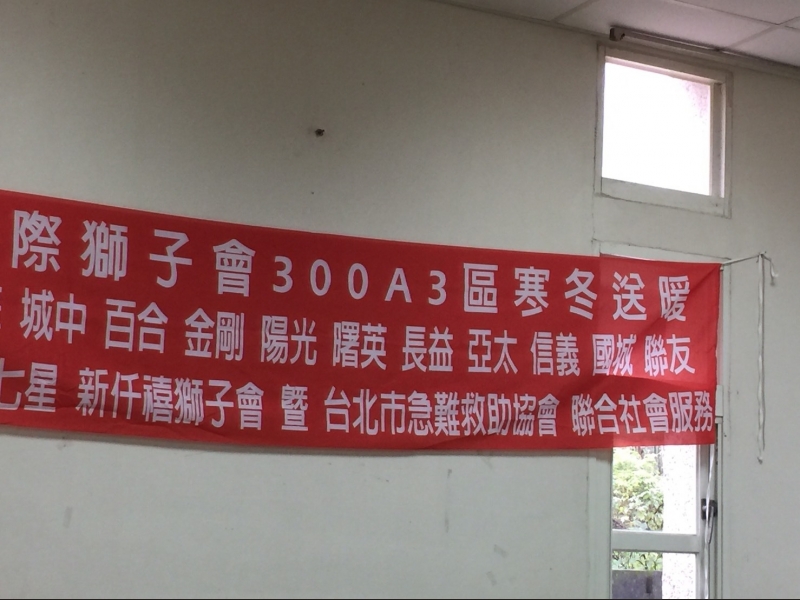 際獅子會300A3區寒冬送暖
城中 百合 金剛 陽光 曙英 長益 亞太 信義 國域 聯友
七星 新仟禧獅子會 暨 台北市急難救助協會 聯合社會服務